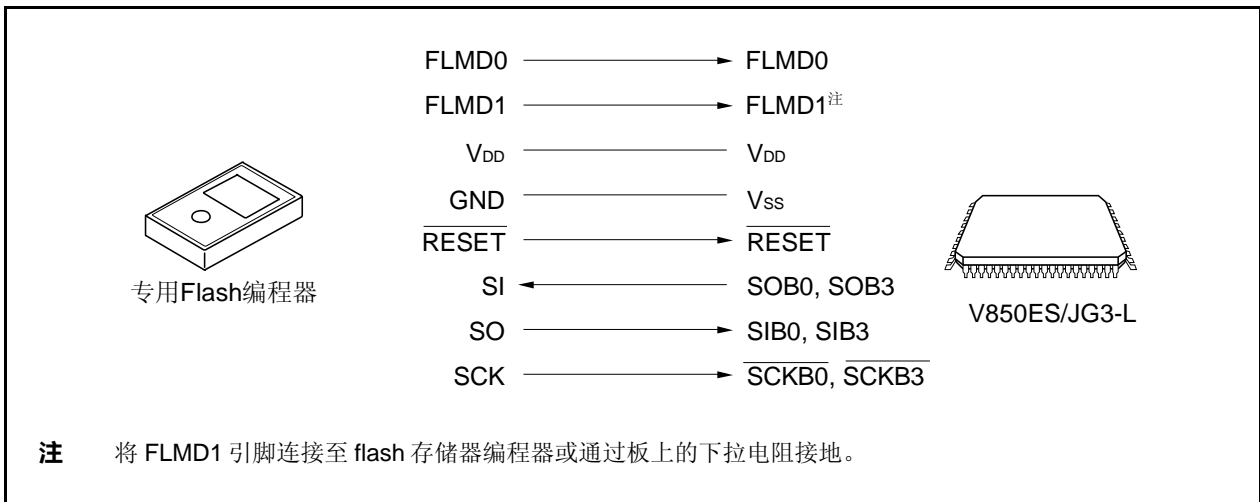 FLMD0 FLMD0
FLMD1 FLMD1注
VDD VDD
GND VSS
RESET RESET
SI SOB0, SOB3
SO SIB0, SIB3
SCK SCKB0, SCKB3
专用Flash编程器
V850ES/JG3-L
注 将 FLMD1 引脚连接至 flash 存储器编程器或通过板上的下拉电阻接地。